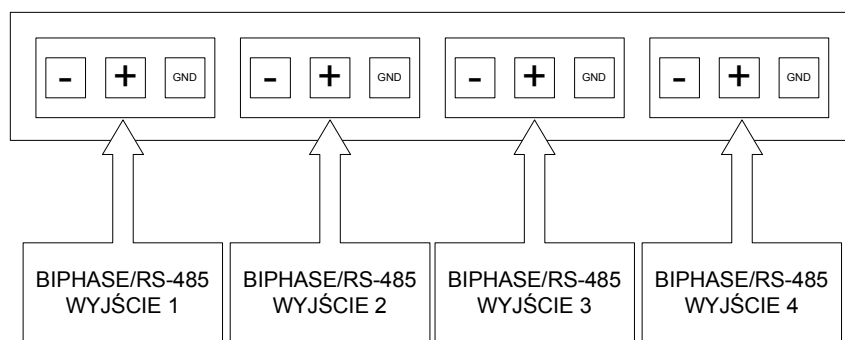 - + GND - + GND - + GND - + GND
BIPHASE/RS-485
WYJŚCIE 1
BIPHASE/RS-485
WYJŚCIE 2
BIPHASE/RS-485
WYJŚCIE 3
BIPHASE/RS-485
WYJŚCIE 4